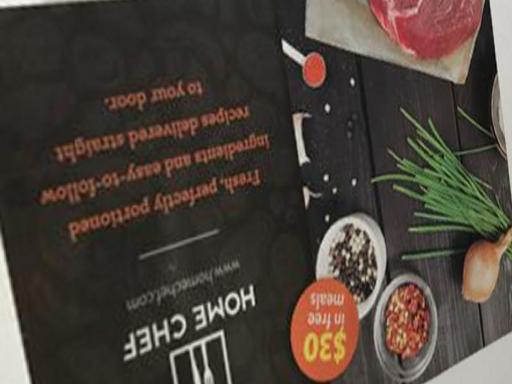 HOME CHEF
www.homechef.com
Fresh, perfectly portioned
ingredients and easy-to-follow
recipes delivered straight
to your door.
$30
in free
meals